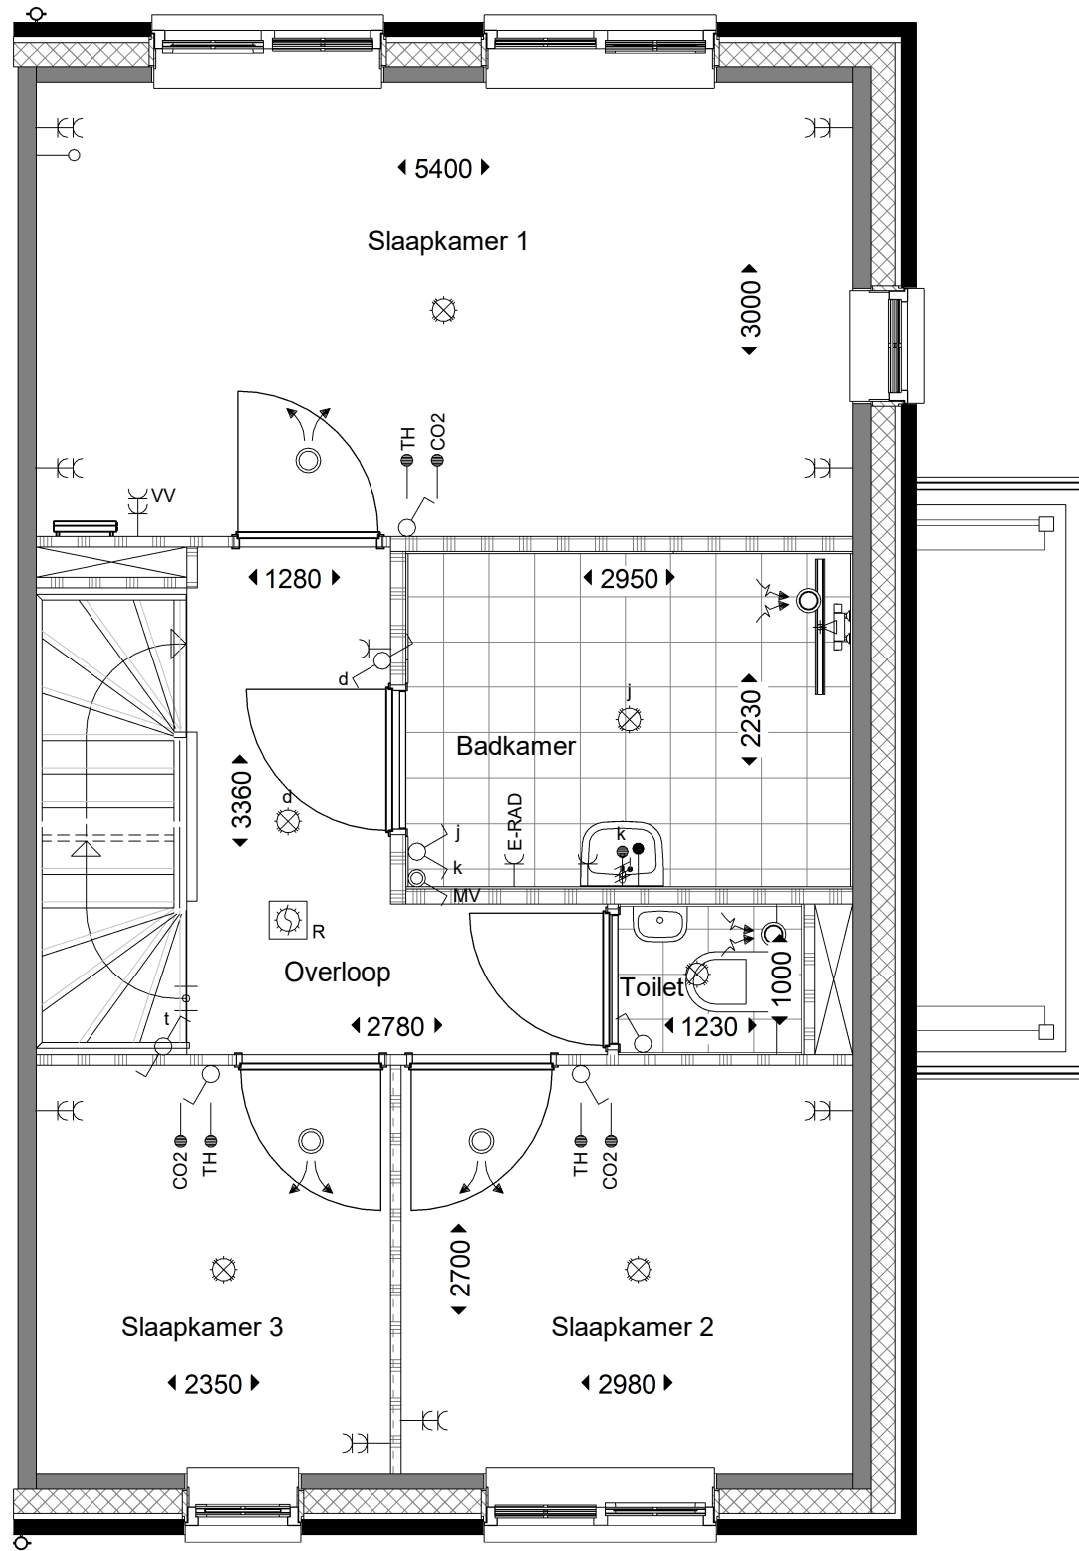 5400
Slaapkamer 1
3000
TH
CO2
VV
1280
2950
d
j
2230
Badkamer
3360
d
E-RAD
j
k
k
MV
R
Overloop
Toilet
1000
t
2780
1230
CO2
TH
TH
CO2
2700
Slaapkamer 3
Slaapkamer 2
2350
2980